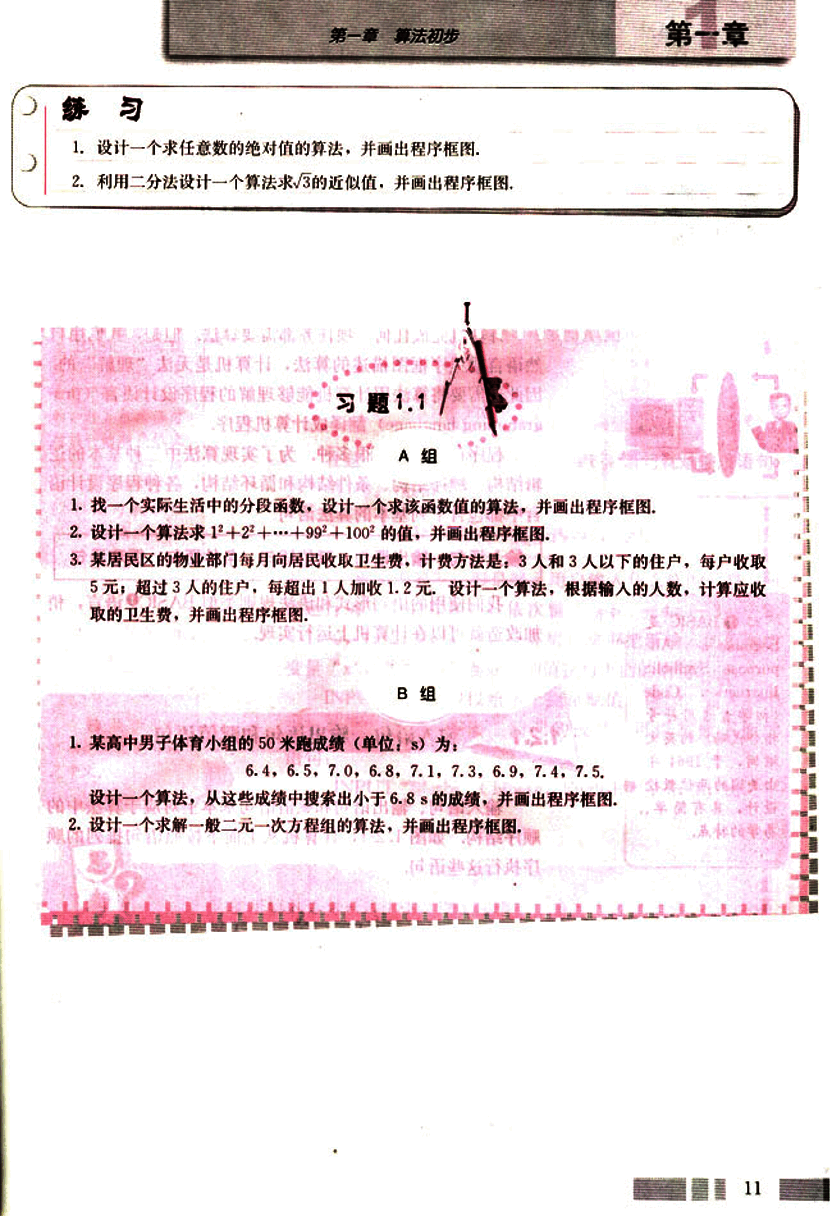 第一章 算法初步
第一章
练 习
1. 设计一个求任意数的绝对值的算法，并画出程序框图.
2. 利用二分法设计一个算法求√3的近似值，并画出程序框图.
习题1.1
A 组
1. 找一个实际生活中的分段函数，设计一个求该函数值的算法，并画出程序框图.
2. 设计一个算法求 1²＋2²＋…＋99²＋100² 的值，并画出程序框图.
3. 某居民区的物业部门每月向居民收取卫生费，计费方法是：3 人和 3 人以下的住户，每户收取
5 元；超过 3 人的住户，每超出 1 人加收 1.2 元. 设计一个算法，根据输入的人数，计算应收
取的卫生费，并画出程序框图.
B 组
1. 某高中男子体育小组的 50 米跑成绩（单位：s）为：
6.4，6.5，7.0，6.8，7.1，7.3，6.9，7.4，7.5.
设计一个算法，从这些成绩中搜索出小于 6.8 s 的成绩，并画出程序框图.
2. 设计一个求解一般二元一次方程组的算法，并画出程序框图.
11